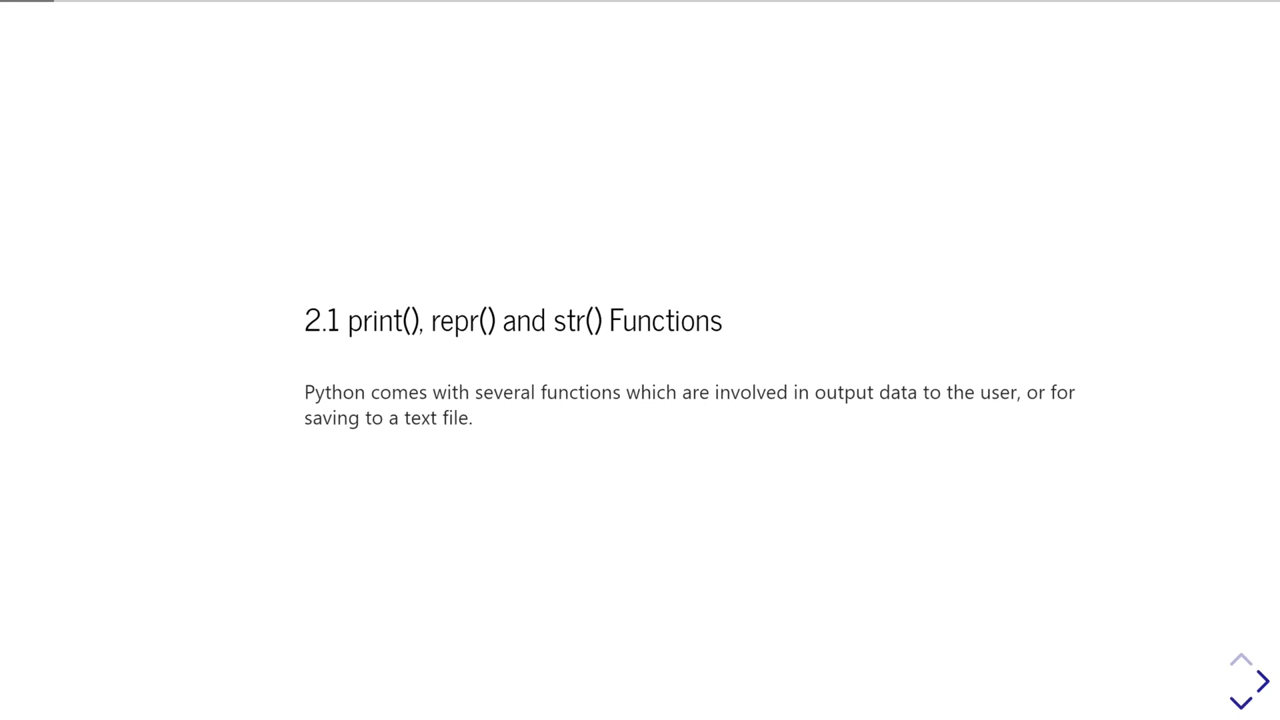 2.1 print(), repr() and str() Functions
Python comes with several functions which are involved in output data to the user, or for
saving to a text file.